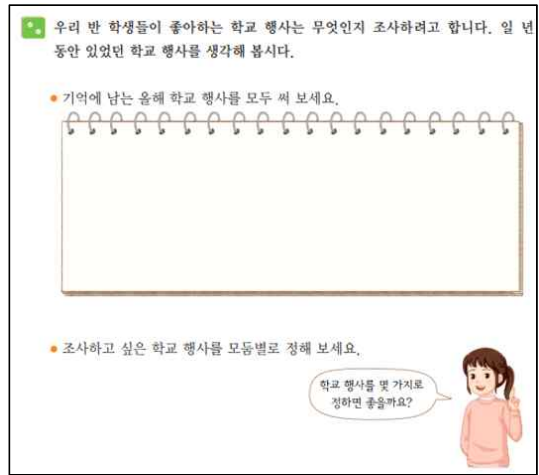 우리 반 학생들이 좋아하는 학교 행사는 무엇인지 조사하려고 합니다. 일 년
동안 있었던 학교 행사를 생각해 봅시다.
● 기억에 남는 올해 학교 행사를 모두 써 보세요.
● 조사하고 싶은 학교 행사를 모둠별로 정해 보세요.
학교 행사를 몇 가지로
정하면 좋을까요?